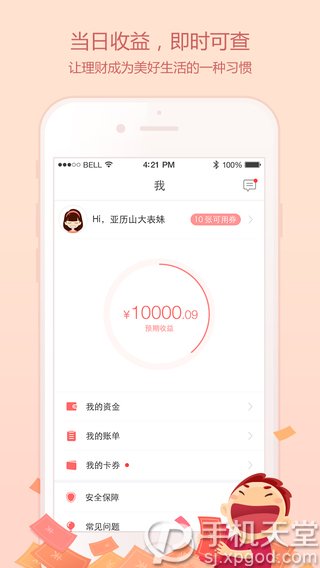 当日收益，即时可查
让理财成为美好生活的一种习惯
●●○○○ BELL 4:21 PM 100%
我
Hi，亚历山大表妹 10 张可用券
¥10000.09
预期收益
我的资金
我的账单
我的卡券
安全保障
常见问题
手机天堂
sj.xpgod.com